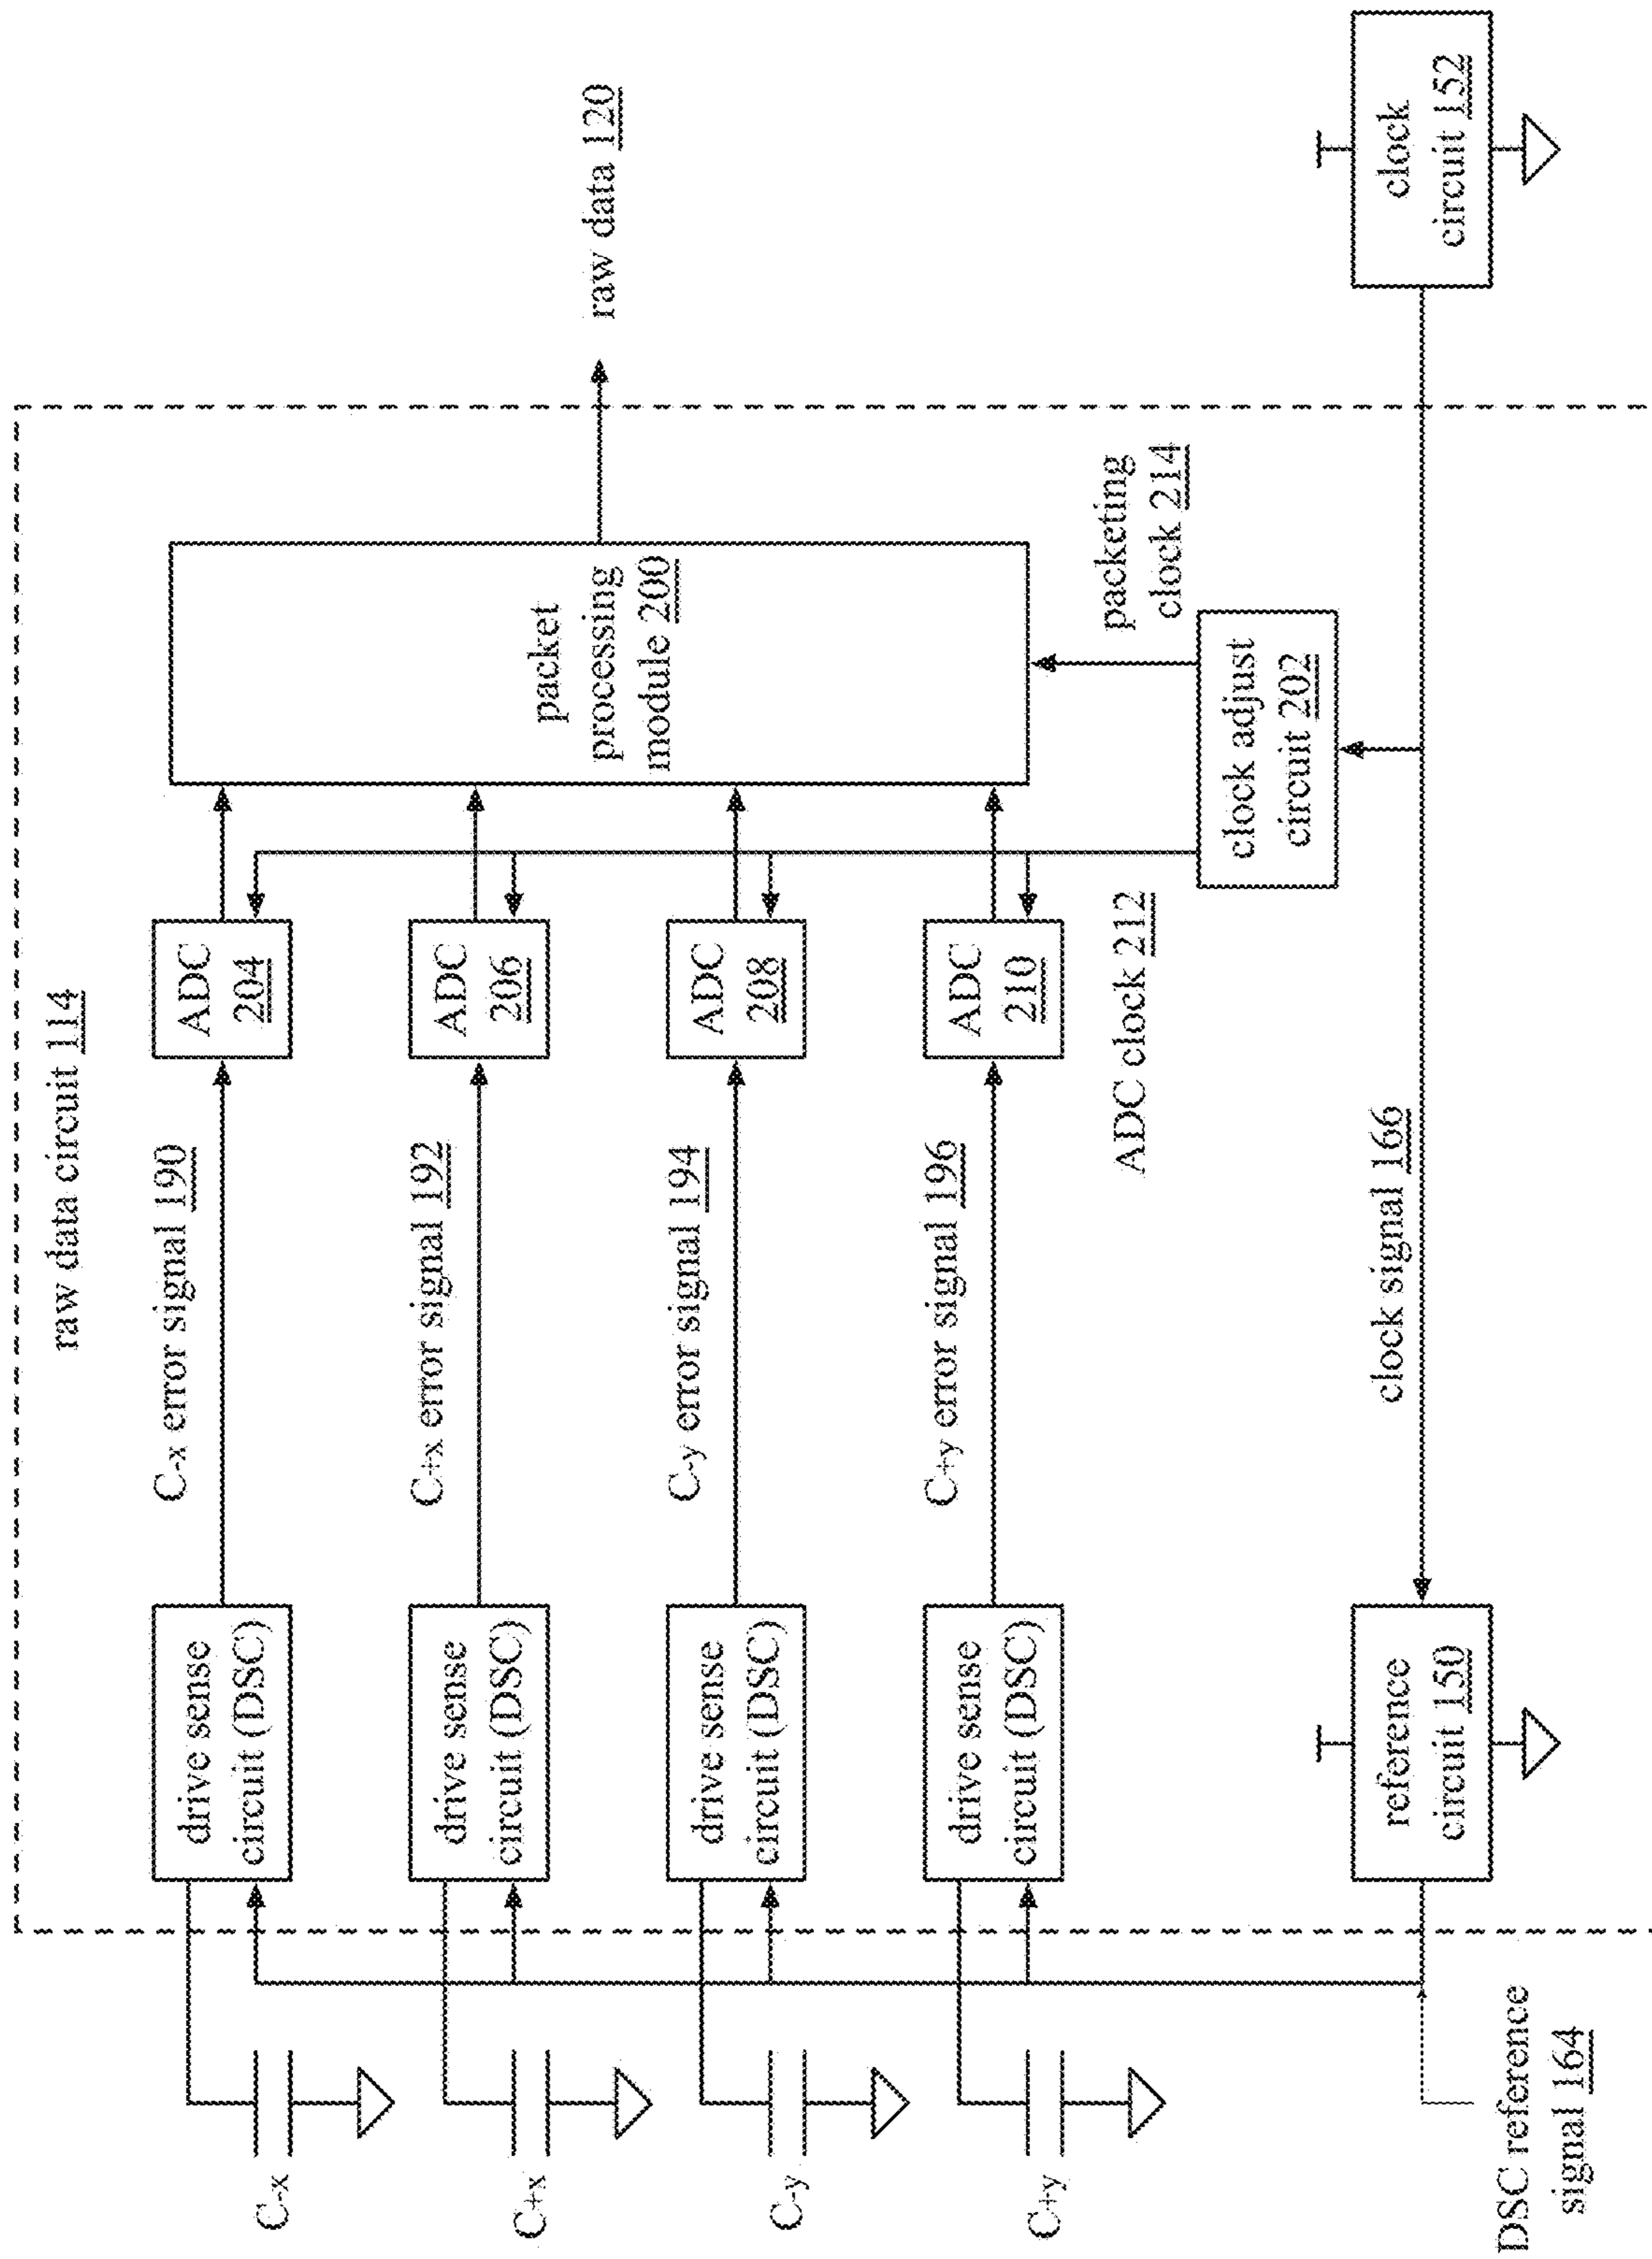 raw data circuit 114
C-x
drive sense
circuit (DSC)
C-x error signal 190
ADC
204
C+x
drive sense
circuit (DSC)
C+x error signal 192
ADC
206
packet
processing
module 200
raw data 120
C-y
drive sense
circuit (DSC)
C-y error signal 194
ADC
208
C+y
drive sense
circuit (DSC)
C+y error signal 196
ADC
210
ADC clock 212
packeting
clock 214
clock adjust
circuit 202
clock signal 166
reference
circuit 150
clock
circuit 152
DSC reference
signal 164